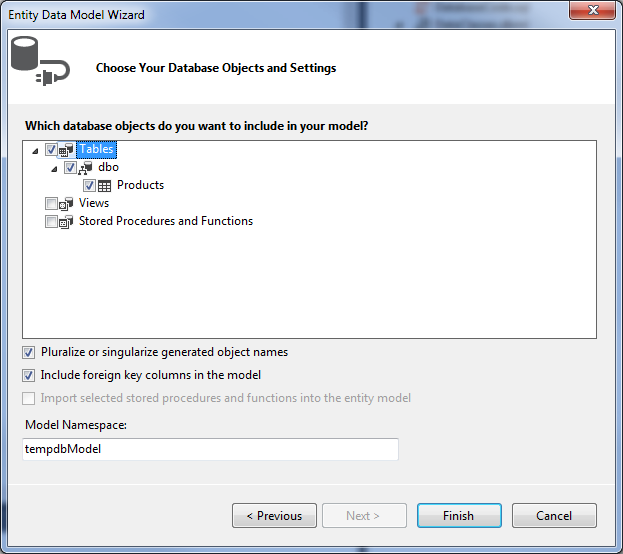 Entity Data Model Wizard
Choose Your Database Objects and Settings
Which database objects do you want to include in your model?
Tables
dbo
Products
Views
Stored Procedures and Functions
Pluralize or singularize generated object names
Include foreign key columns in the model
Import selected stored procedures and functions into the entity model
Model Namespace:
tempdbModel
< Previous Next > Finish Cancel